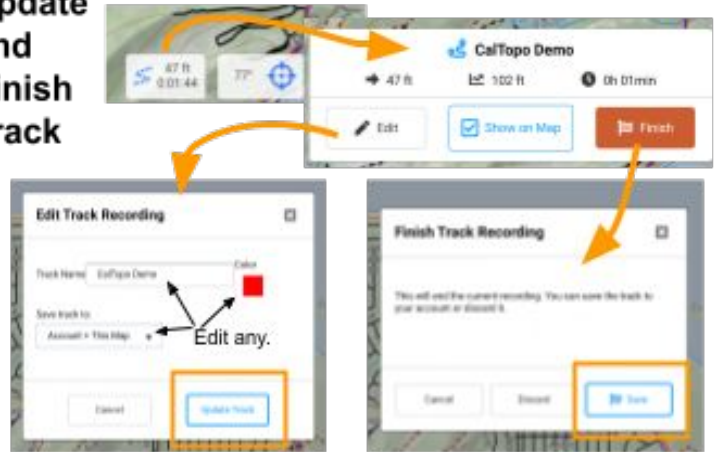 pdate
nd
inish
rack
47 ft
0:01:44
77°
CalTopo Demo
47 ft
102 ft
0h 01min
Edit
Show on Map
Finish
Edit Track Recording
Track Name
CalTopo Demo
Color
Save track to:
Account + This Map
Edit any.
Cancel
Update Track
Finish Track Recording
This will end the current recording. You can save the track to
your account or discard it.
Cancel
Discard
Save